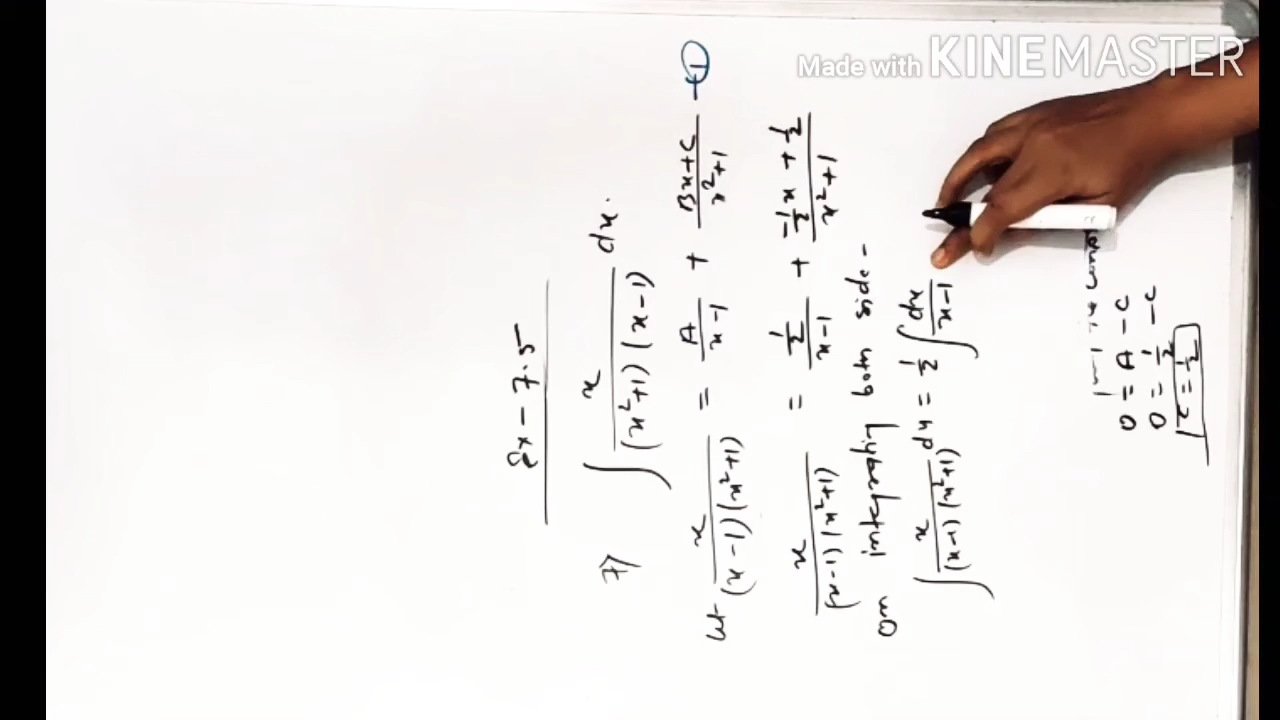 Ex - 7.5
7) ∫ x/((x²+1)(x-1)) dx.
let x/((x-1)(x²+1)) = A/(x-1) + (Bx+C)/(x²+1) → ①
x/((x-1)(x²+1)) = (1/2)/(x-1) + (-1/2 x + 1/2)/(x²+1)
both side -
∫ x/((x-1)(x²+1)) dx = 1/2 ∫ dx/(x-1)
0 = A - C
0 = 1/2 - C
C = 1/2
Made with KINEMASTER